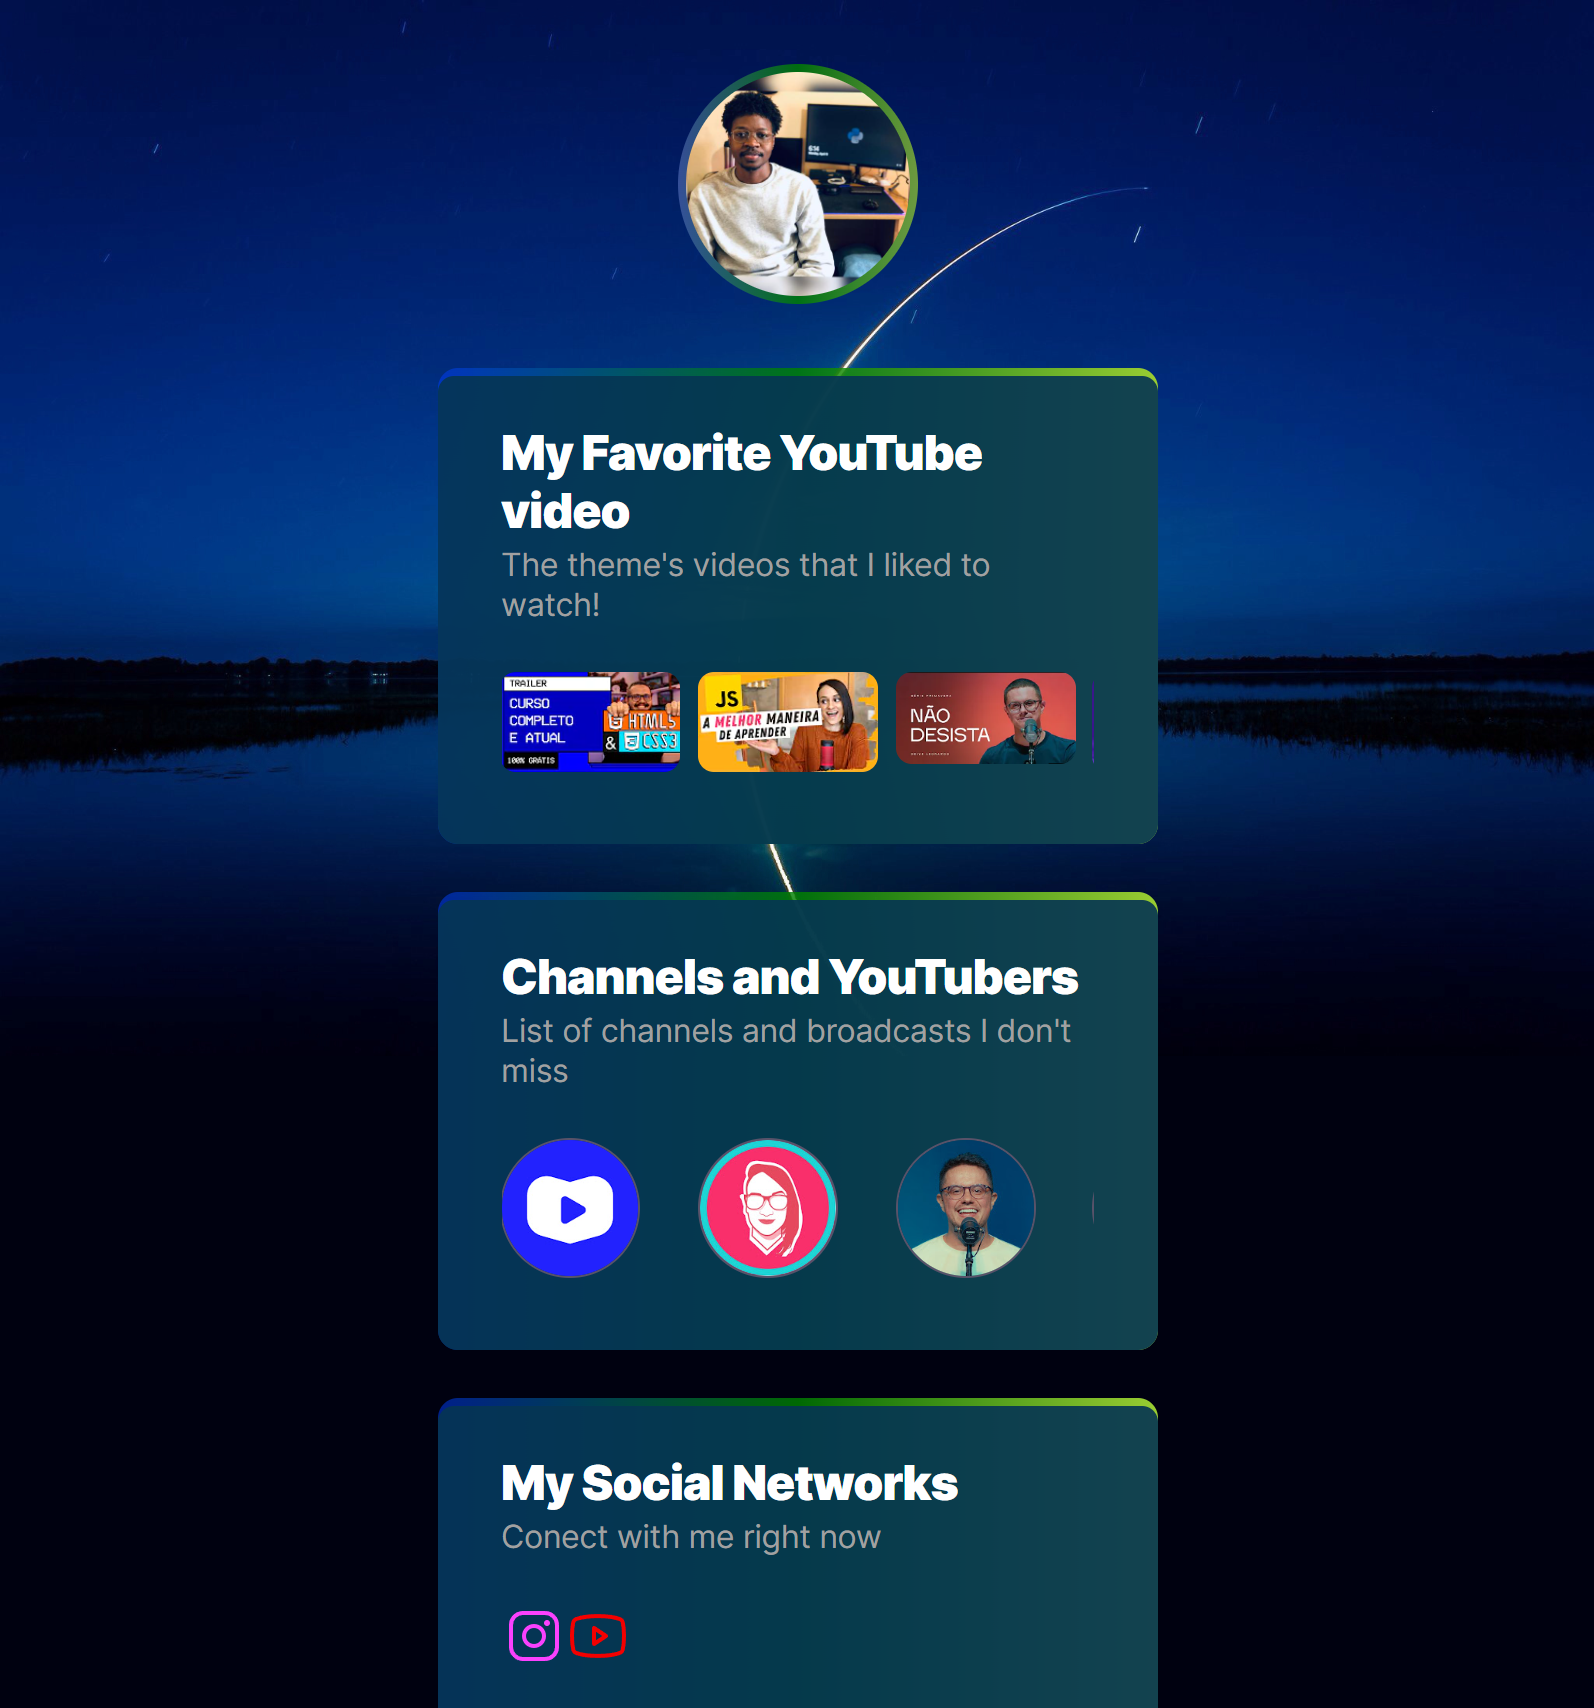 My Favorite YouTube
video
The theme's videos that I liked to
watch!
TRAILER
CURSO
COMPLETO
E ATUAL
HTML5
& CSS3
100% GRÁTIS
JS
A MELHOR MANEIRA
DE APRENDER
NÃO
DESISTA
Channels and YouTubers
List of channels and broadcasts I don't
miss
My Social Networks
Conect with me right now